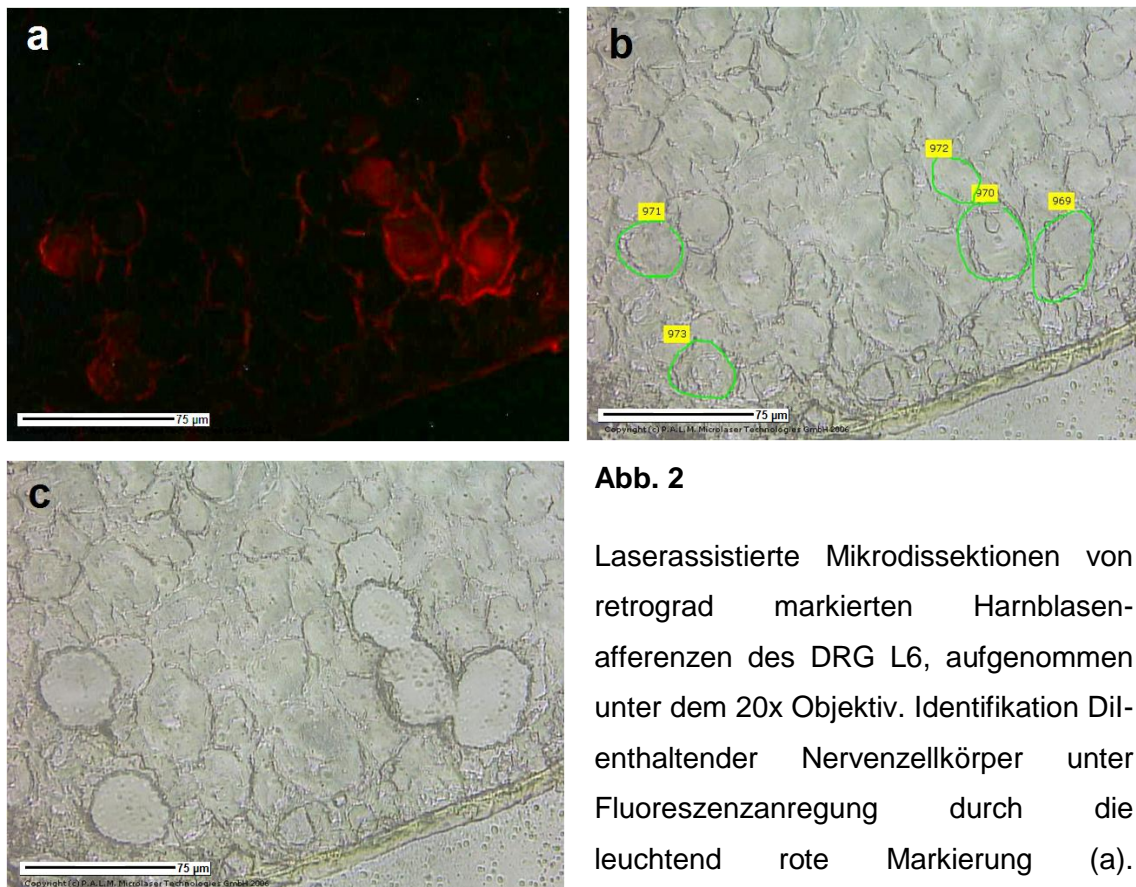 a
75 µm
b
972
970
969
971
973
75 µm
Copyright (c) P.A.L.M. Microlaser Technologies GmbH 2006
c
75 µm
Copyright (c) P.A.L.M. Microlaser Technologies GmbH 2006
Abb. 2
Laserassistierte Mikrodissektionen von
retrograd markierten Harnblasen-
afferenzen des DRG L6, aufgenommen
unter dem 20x Objektiv. Identifikation DiI-
enthaltender Nervenzellkörper unter
Fluoreszenzanregung durch die
leuchtend rote Markierung (a).